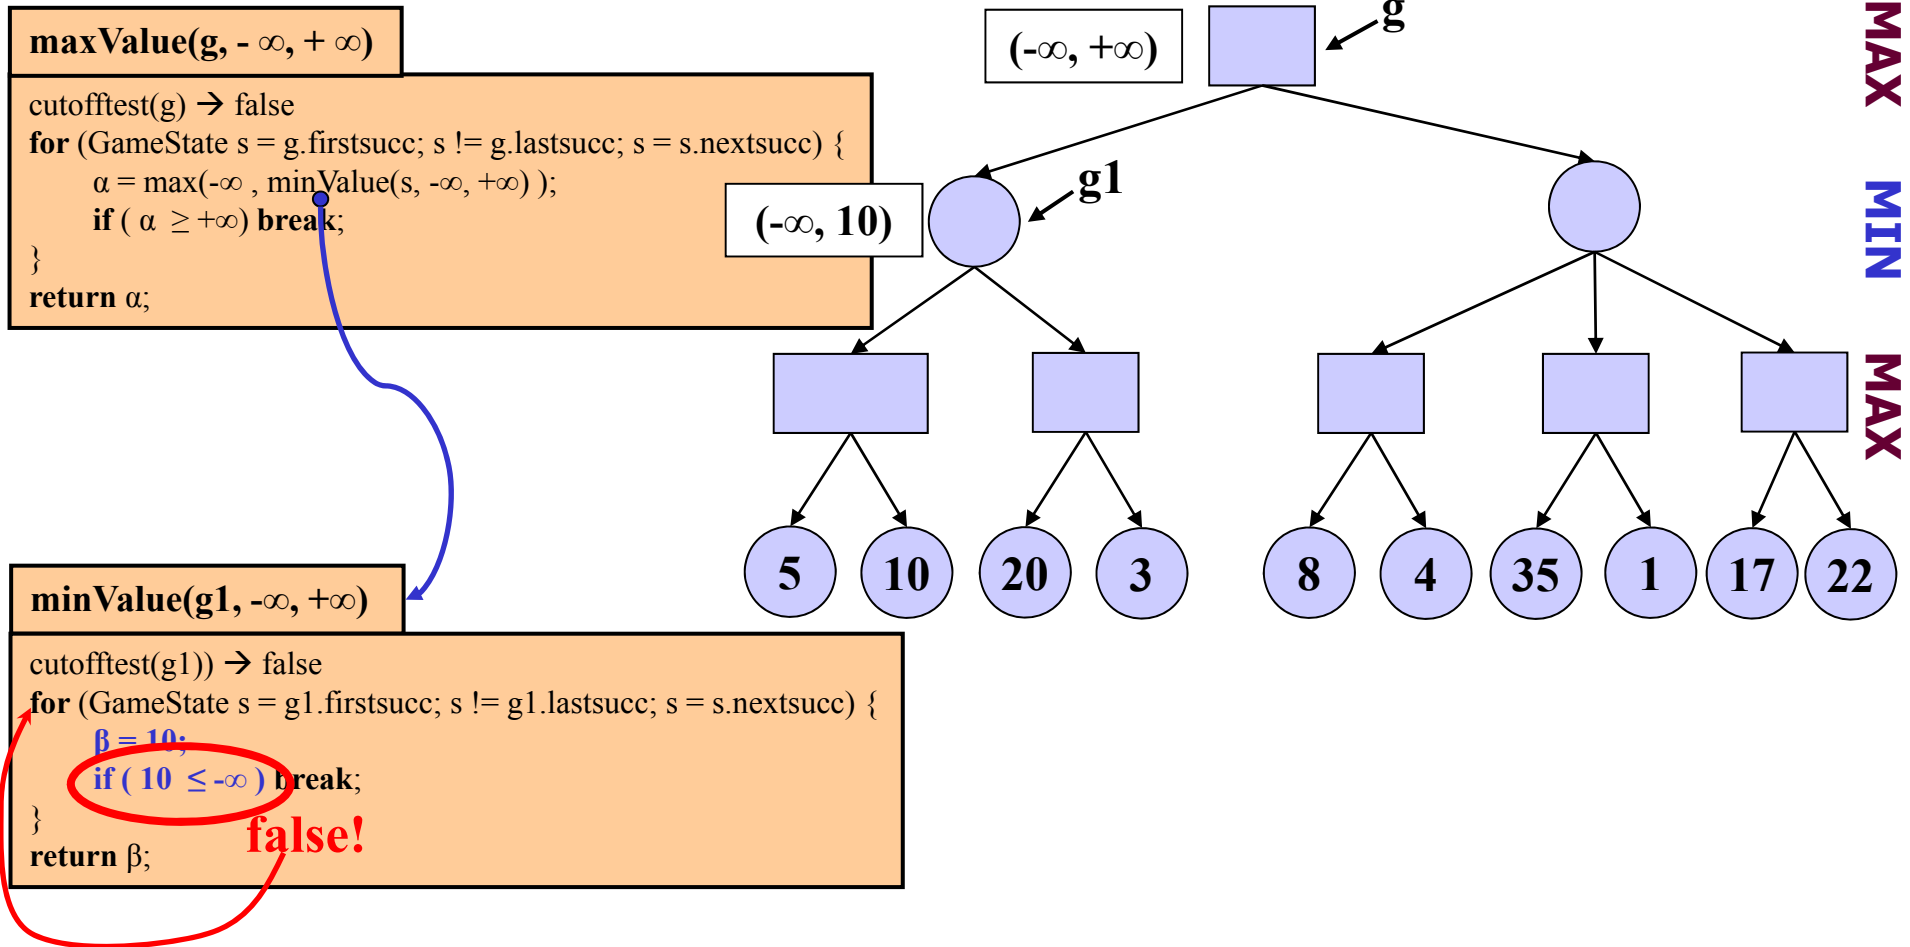 maxValue(g, - ∞, + ∞)
cutofftest(g) → false
for (GameState s = g.firstsucc; s != g.lastsucc; s = s.nextsucc) {
α = max(-∞ , minValue(s, -∞, +∞) );
if ( α ≥ +∞) break;
}
return α;
minValue(g1, -∞, +∞)
cutofftest(g1)) → false
for (GameState s = g1.firstsucc; s != g1.lastsucc; s = s.nextsucc) {
β = 10;
if ( 10 ≤ -∞ ) break;
}
false!
return β;
(-∞, +∞)
g
MAX
(-∞, 10)
g1
MIN
MAX
5 10 20 3 8 4 35 1 17 22